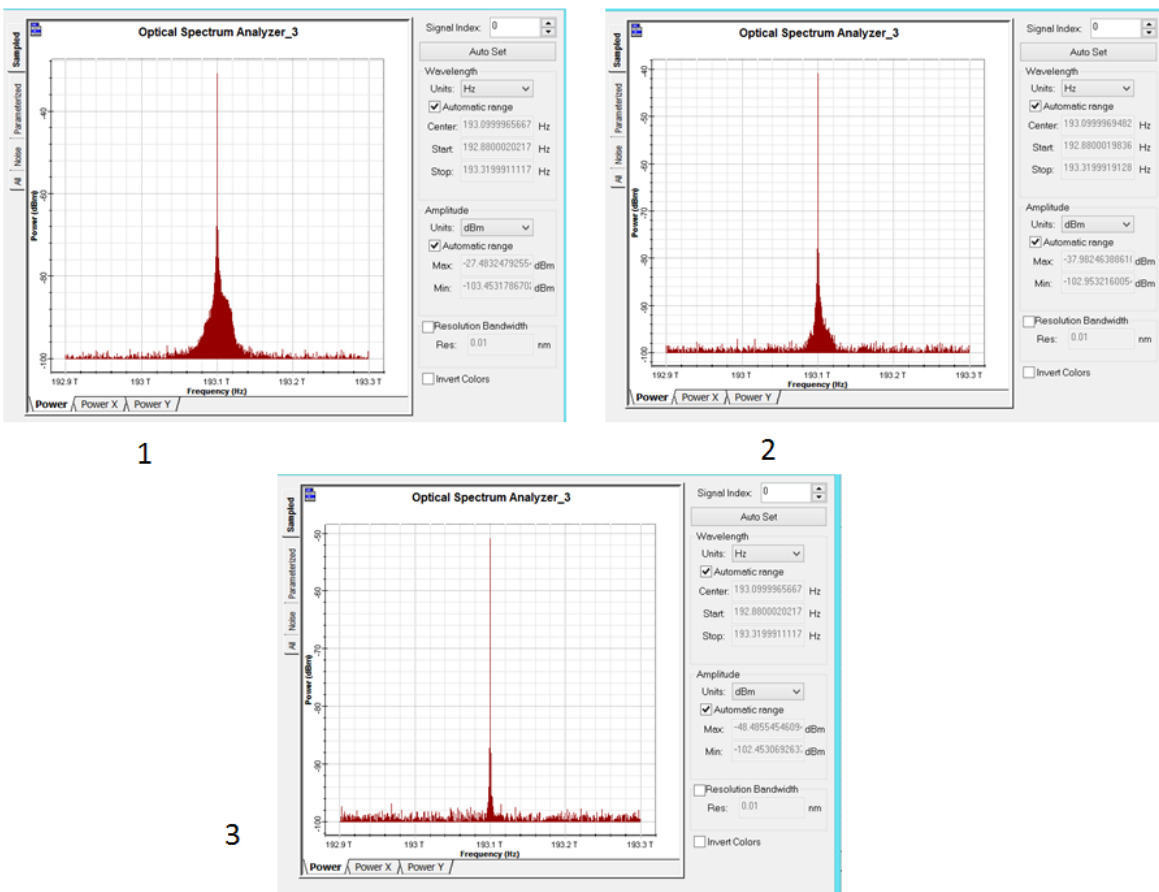 Optical Spectrum Analyzer_3
Sampled
Parameterized
Noise
All
Power (dBm)
-40
-60
-80
-100
192.9 T 193 T 193.1 T 193.2 T 193.3 T
Frequency (Hz)
Power Power X Power Y
Signal Index: 0
Auto Set
Wavelength
Units: Hz
Automatic range
Center: 193.0999965667 Hz
Start: 192.8800020217 Hz
Stop: 193.3199911117 Hz
Amplitude
Units: dBm
Automatic range
Max: -27.4832479255 dBm
Min: -103.453178670 dBm
Resolution Bandwidth
Res: 0.01 nm
Invert Colors
1
Optical Spectrum Analyzer_3
Sampled
Parameterized
Noise
All
Power (dBm)
-40
-50
-60
-70
-80
-90
-100
192.9 T 193 T 193.1 T 193.2 T 193.3 T
Frequency (Hz)
Power Power X Power Y
Signal Index: 0
Auto Set
Wavelength
Units: Hz
Automatic range
Center: 193.0999969482 Hz
Start: 192.8800019836 Hz
Stop: 193.3199919128 Hz
Amplitude
Units: dBm
Automatic range
Max: -37.9824638861 dBm
Min: -102.953216005 dBm
Resolution Bandwidth
Res: 0.01 nm
Invert Colors
2
Optical Spectrum Analyzer_3
Sampled
Parameterized
Noise
All
Power (dBm)
-50
-60
-70
-80
-90
-100
192.9 T 193 T 193.1 T 193.2 T 193.3 T
Frequency (Hz)
Power Power X Power Y
Signal Index: 0
Auto Set
Wavelength
Units: Hz
Automatic range
Center: 193.0999965667 Hz
Start: 192.8800020217 Hz
Stop: 193.3199911117 Hz
Amplitude
Units: dBm
Automatic range
Max: -48.4855454609 dBm
Min: -102.453069263 dBm
Resolution Bandwidth
Res: 0.01 nm
Invert Colors
3